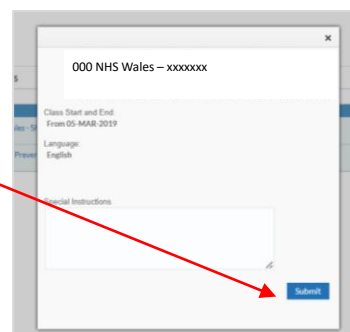 ×
000 NHS Wales – xxxxxxx
Class Start and End
From 05-MAR-2019
Language:
English
Special Instructions
Submit